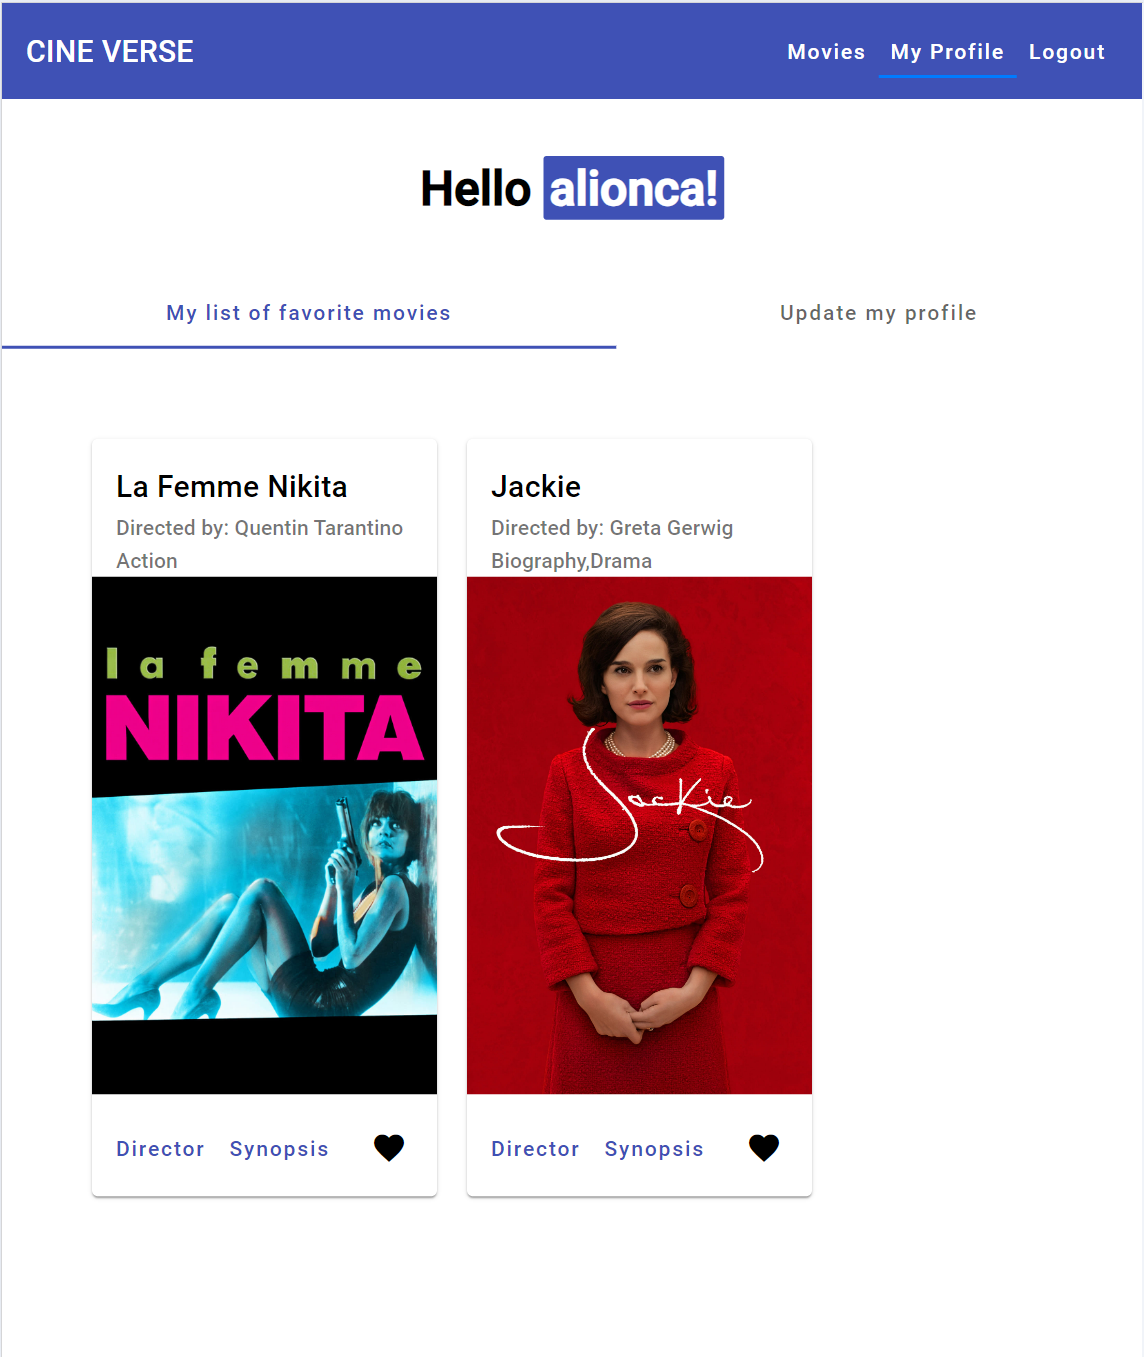 CINE VERSE
Movies My Profile Logout
Hello alionca!
My list of favorite movies Update my profile
La Femme Nikita
Directed by: Quentin Tarantino
Action
la femme
NIKITA
Director Synopsis
Jackie
Directed by: Greta Gerwig
Biography,Drama
Jackie
Director Synopsis